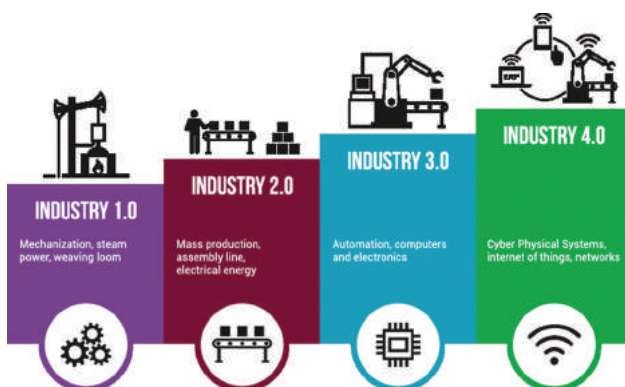 INDUSTRY 1.0
Mechanization, steam
power, weaving loom
INDUSTRY 2.0
Mass production,
assembly line,
electrical energy
INDUSTRY 3.0
Automation, computers
and electronics
ERP
INDUSTRY 4.0
Cyber Physical Systems,
internet of things, networks